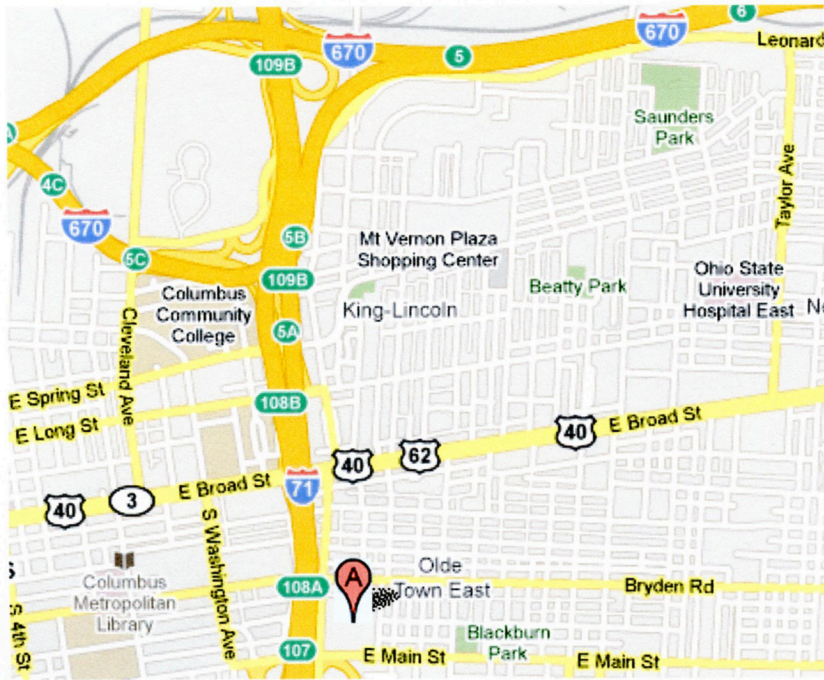 6
670
670
Leonard
109B
5
Saunders
Park
A
4C
Taylor Ave
670
5B
Mt Vernon Plaza
Shopping Center
5C
109B
Ohio State
University
Hospital East
Beatty Park
Columbus
Community
College
King-Lincoln
5A
Cleveland Ave
E Spring St
108B
E Long St
E Broad St
40
62
40
E Broad St
71
40
3
S Washington Ave
Olde
Town East
A
108A
Bryden Rd
Columbus
Metropolitan
Library
S 4th St
Blackburn
Park
107
E Main St
E Main St